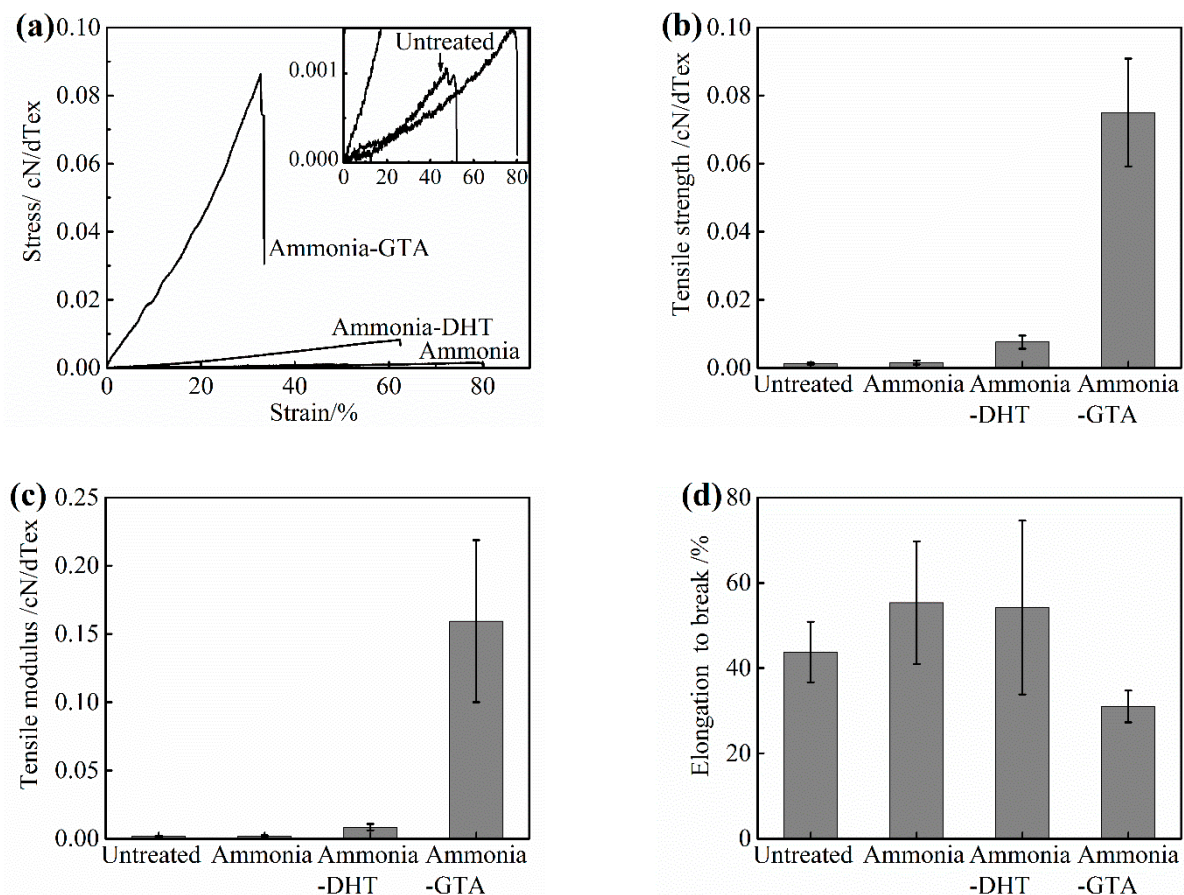 (a)
0.10
0.08
0.06
0.04
0.02
0.00
Stress/ cN/dTex
0 20 40 60 80
Strain/%
Untreated
0.001
0.000
0 20 40 60 80
Ammonia-GTA
Ammonia-DHT
Ammonia
(b)
0.10
0.08
0.06
0.04
0.02
0.00
Tensile strength /cN/dTex
Untreated Ammonia Ammonia Ammonia
-DHT -GTA
(c)
0.25
0.20
0.15
0.10
0.05
0.00
Tensile modulus /cN/dTex
Untreated Ammonia Ammonia Ammonia
-DHT -GTA
(d)
80
60
40
20
0
Elongation to break /%
Untreated Ammonia Ammonia Ammonia
-DHT -GTA